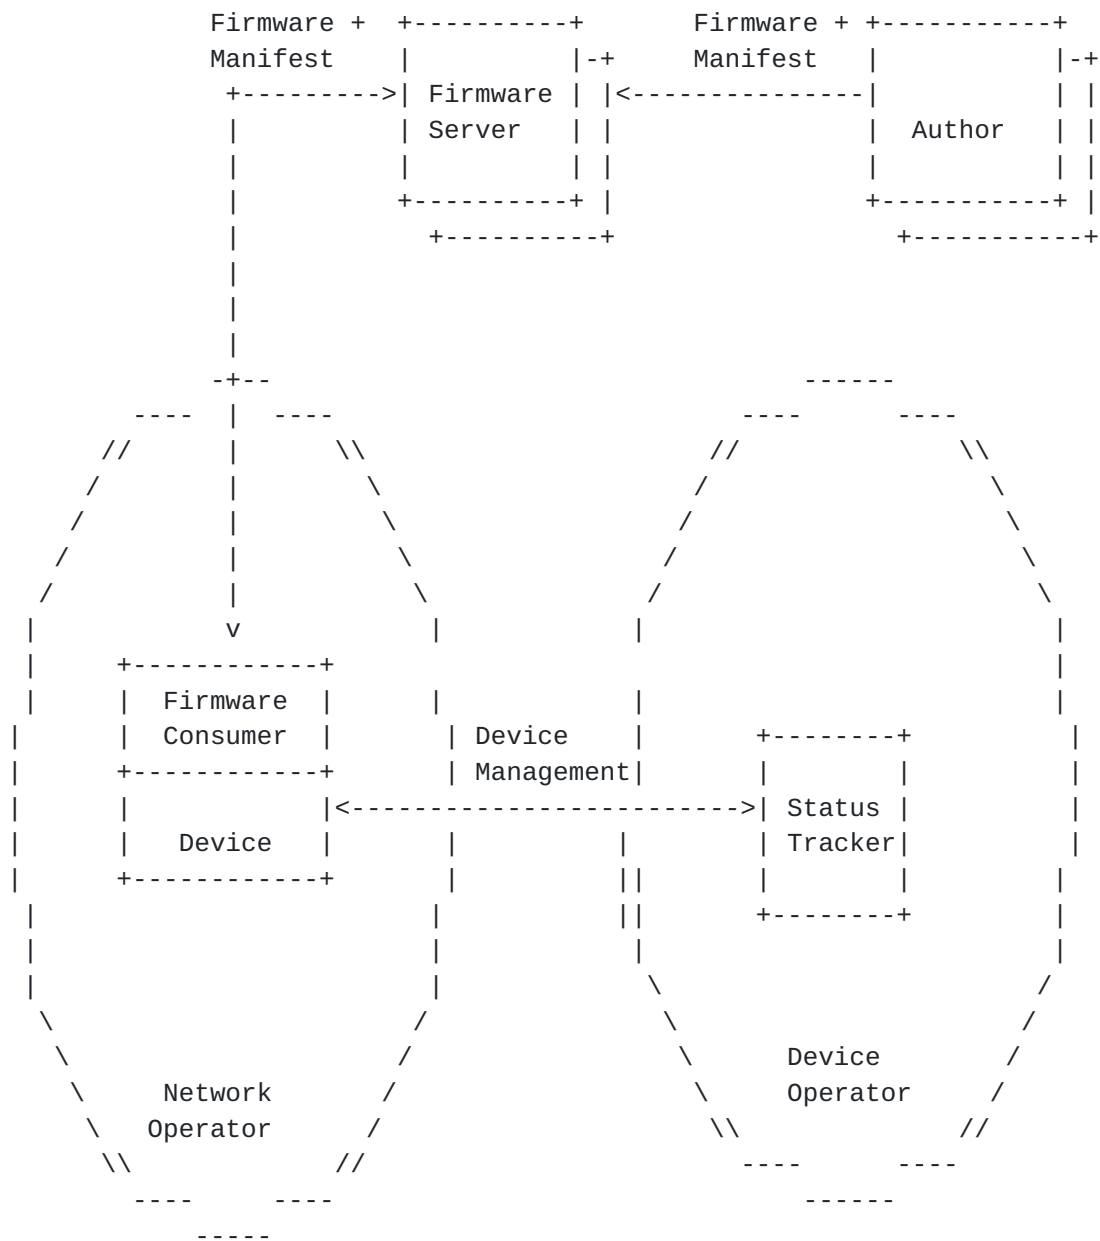 Firmware + Firmware +
Manifest Manifest
Firmware
Server Author
Firmware
Consumer Device
Management
Status
Device Tracker
Device
Network Operator
Operator